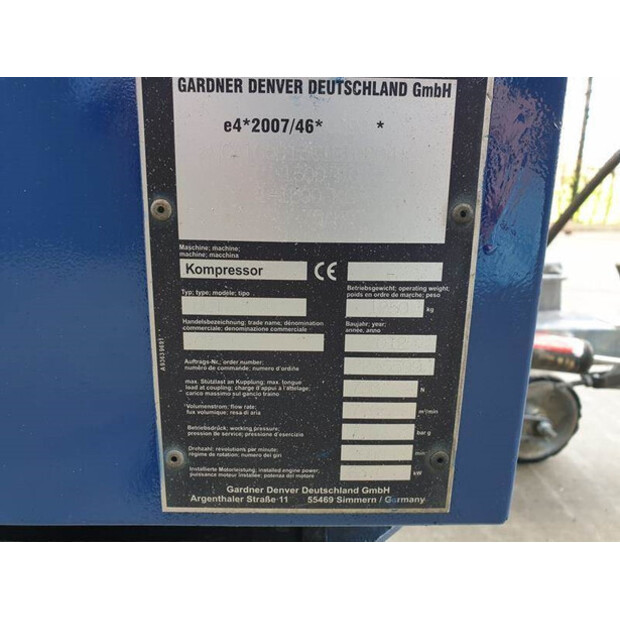 GARDNER DENVER DEUTSCHLAND GmbH
e4*2007/46* *
Maschine; machine;
machine; macchina
Kompressor
CE
Typ; type; modèle; tipo
Betriebsgewicht; operating weight;
poids en ordre de marche; peso
kg
Handelsbezeichnung; trade name; dénomination
commerciale; denominazione commerciale
Baujahr; year;
année, anno
Auftrags-Nr.; order number;
numéro de commande; numero d'ordine
max. Stützlast an Kupplung; max. tongue
load at coupling; charge d'appui à l'attelage;
carico massimo sul gancio traino
N
Volumenstrom; flow rate;
flux volumique; resa di aria
m³/min
Betriebsdruck; working pressure;
pression de service; pressione d'esercizio
bar g
Drehzahl; revolutions per minute;
régime de rotation; numero dei giri
min
Installierte Motorleistung; installed engine power;
puissance moteur installée; potenza del motore
kW
Gardner Denver Deutschland GmbH
Argenthaler Straße 11 55469 Simmern / Germany